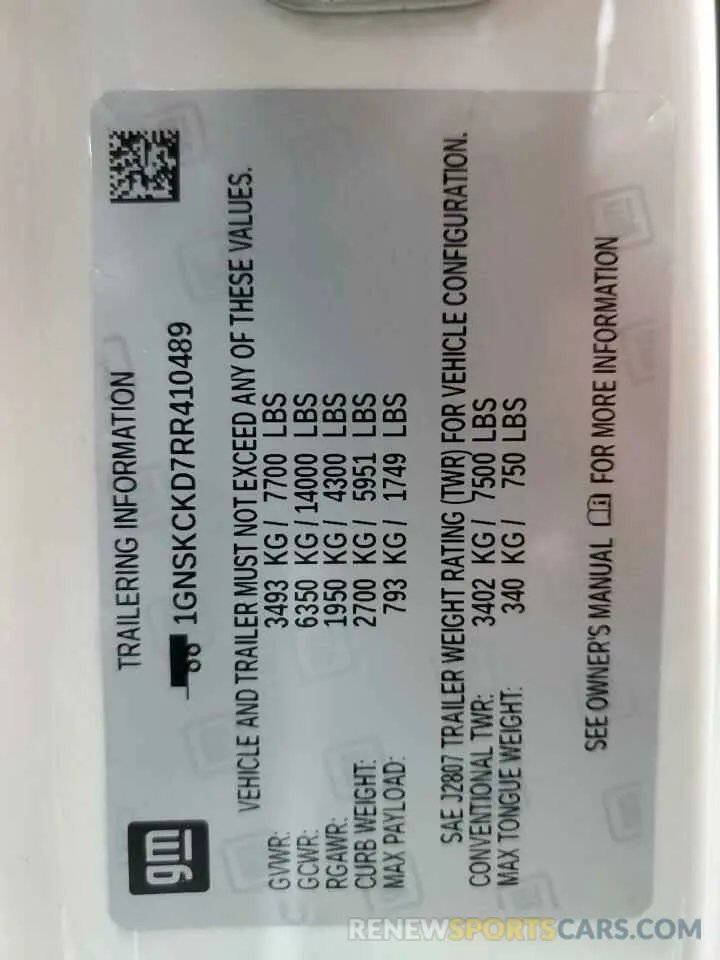 gm
TRAILERING INFORMATION
1GNSKCKD7RR410489
VEHICLE AND TRAILER MUST NOT EXCEED ANY OF THESE VALUES.
GVWR: 3493 KG / 7700 LBS
GCWR: 6350 KG / 14000 LBS
RGAWR: 1950 KG / 4300 LBS
CURB WEIGHT: 2700 KG / 5951 LBS
MAX PAYLOAD: 793 KG / 1749 LBS
SAE J2807 TRAILER WEIGHT RATING (TWR) FOR VEHICLE CONFIGURATION.
CONVENTIONAL TWR: 3402 KG / 7500 LBS
MAX TONGUE WEIGHT: 340 KG / 750 LBS
SEE OWNER'S MANUAL FOR MORE INFORMATION
RENEWSPORTSCARS.COM